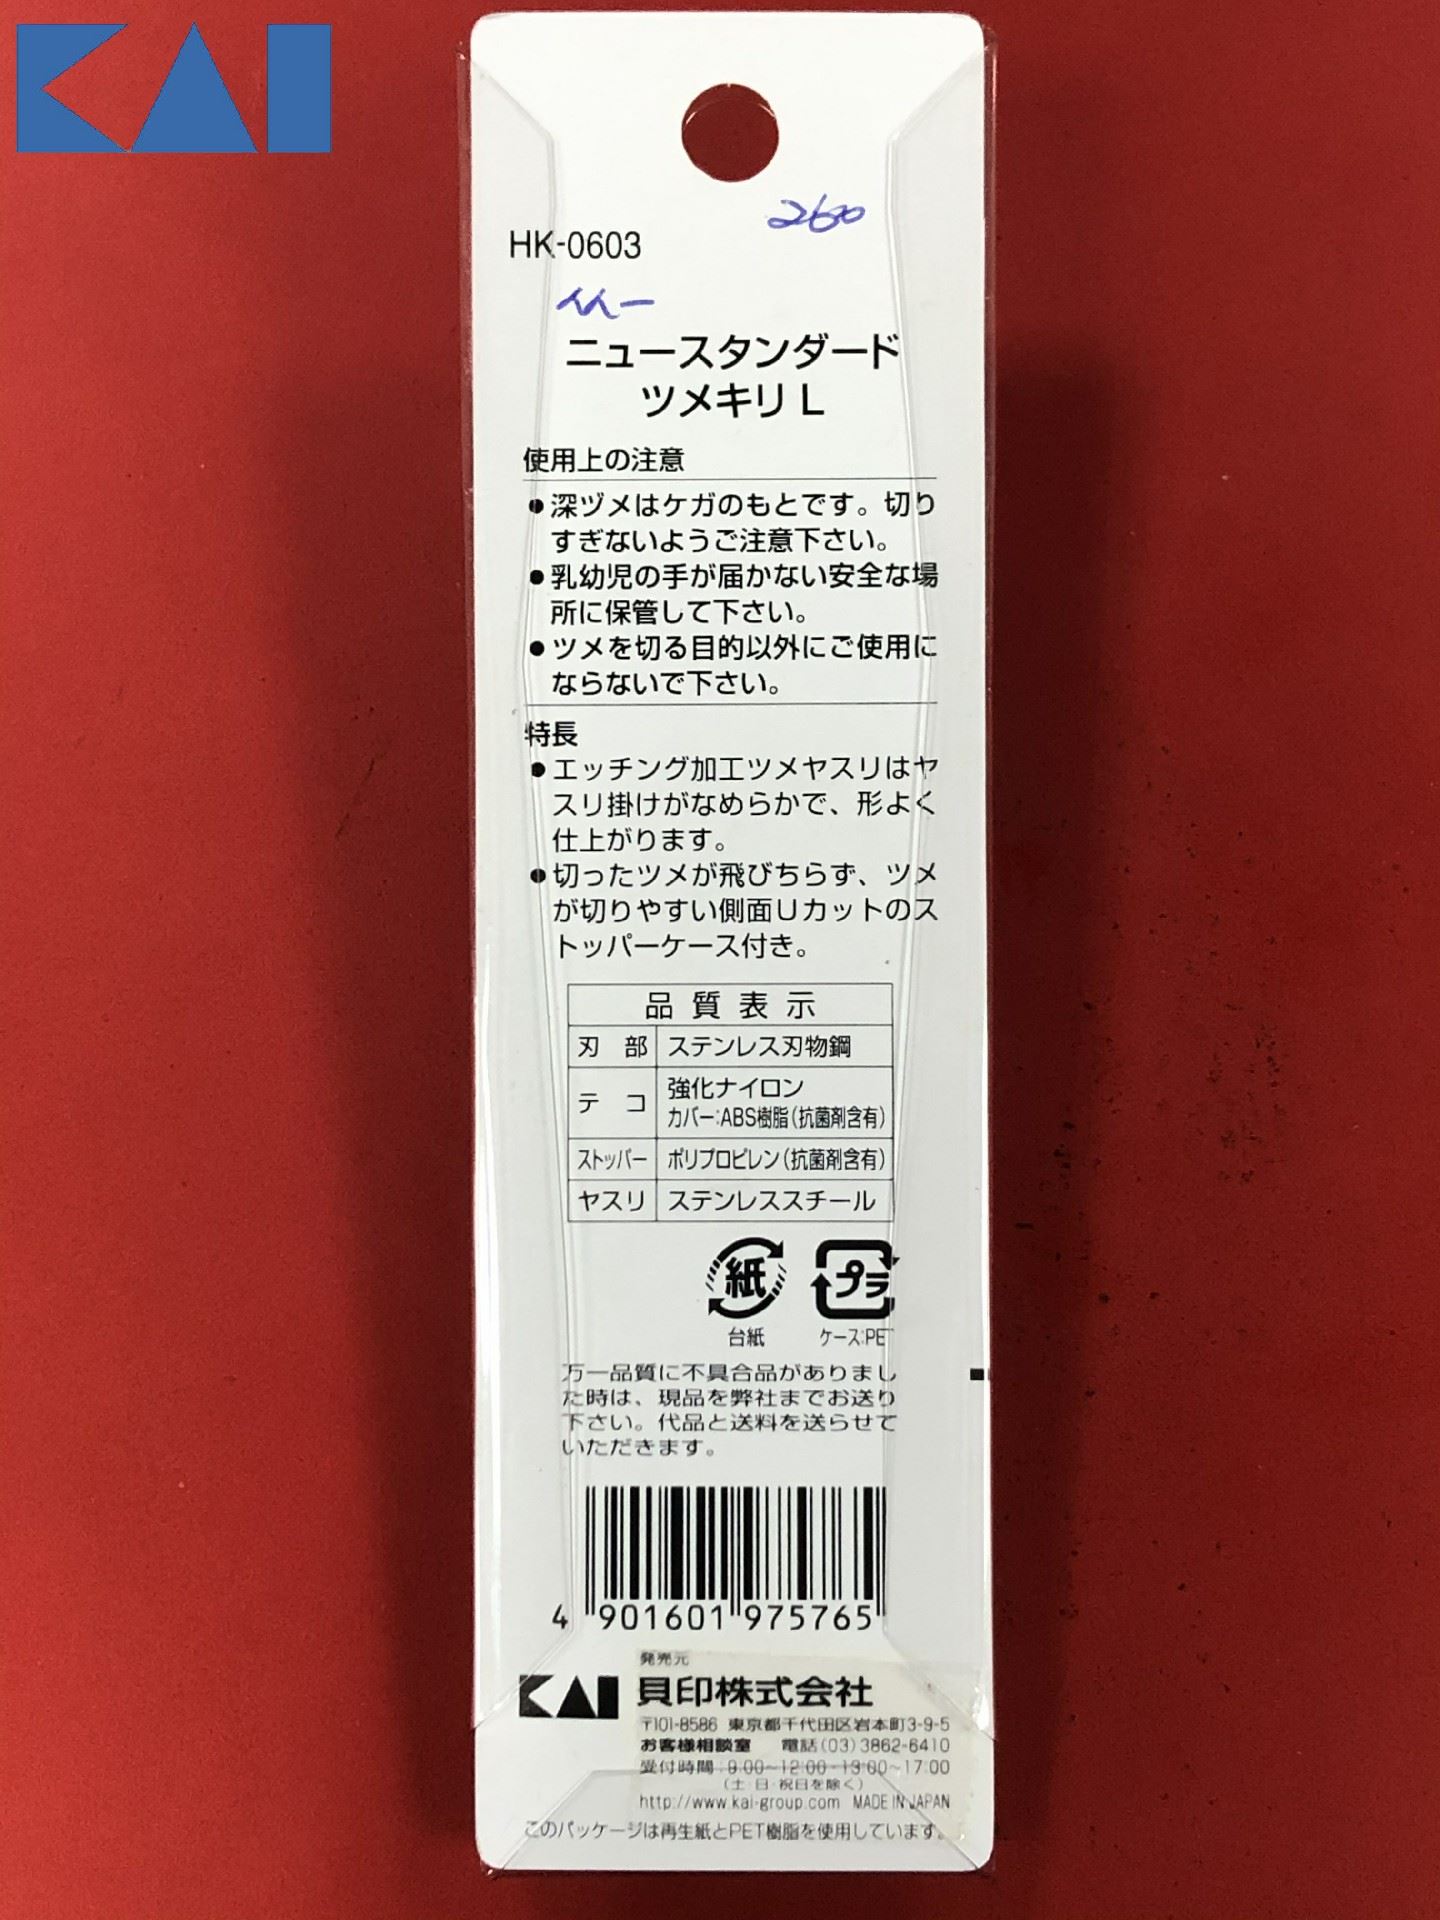 KAI
2600
HK-0603
ニュースタンダード
ツメキリ L
使用上の注意
●深ヅメはケガのもとです。切り
すぎないようご注意下さい。
●乳幼児の手が届かない安全な場
所に保管して下さい。
●ツメを切る目的以外にご使用に
ならないで下さい。
特長
●エッチング加工ツメヤスリはヤ
スリ掛けがなめらかで、形よく
仕上がります。
●切ったツメが飛びちらず、ツメ
が切りやすい側面Uカットのス
トッパーケース付き。
品 質 表 示
刃 部 ステンレス刃物鋼
テ コ 強化ナイロン
カバー:ABS樹脂(抗菌剤含有)
ストッパー ポリプロピレン(抗菌剤含有)
ヤスリ ステンレススチール
紙 プラ
台紙 ケース:PET
万一品質に不具合品がありまし
た時は、現品を弊社までお送り
下さい。代品と送料を送らせて
いただきます。
4 901601 975765
発売元
KAI 貝印株式会社
〒101-8586 東京都千代田区岩本町3-9-5
お客様相談室 電話(03)3862-6410
受付時間:9:00~12:00・13:00~17:00
(土・日・祝日を除く)
http://www.kai-group.com MADE IN JAPAN
このパッケージは再生紙とPET樹脂を使用しています。